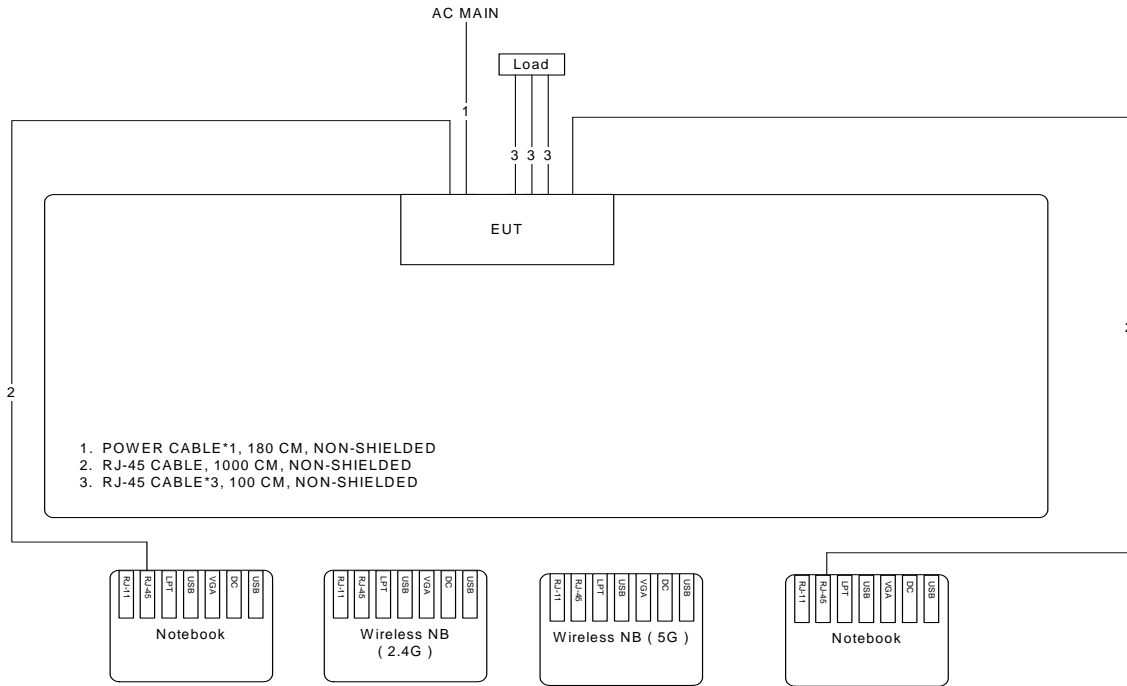 AC MAIN
Load
1
3 3 3
EUT
2
2
1. POWER CABLE*1, 180 CM, NON-SHIELDED
2. RJ-45 CABLE, 1000 CM, NON-SHIELDED
3. RJ-45 CABLE*3, 100 CM, NON-SHIELDED
RJ-11 RJ-45 LPT USB VGA DC USB
Notebook
RJ-11 RJ-45 LPT USB VGA DC USB
Wireless NB
( 2.4G )
RJ-11 RJ-45 LPT USB VGA DC USB
Wireless NB ( 5G )
RJ-11 RJ-45 LPT USB VGA DC USB
Notebook